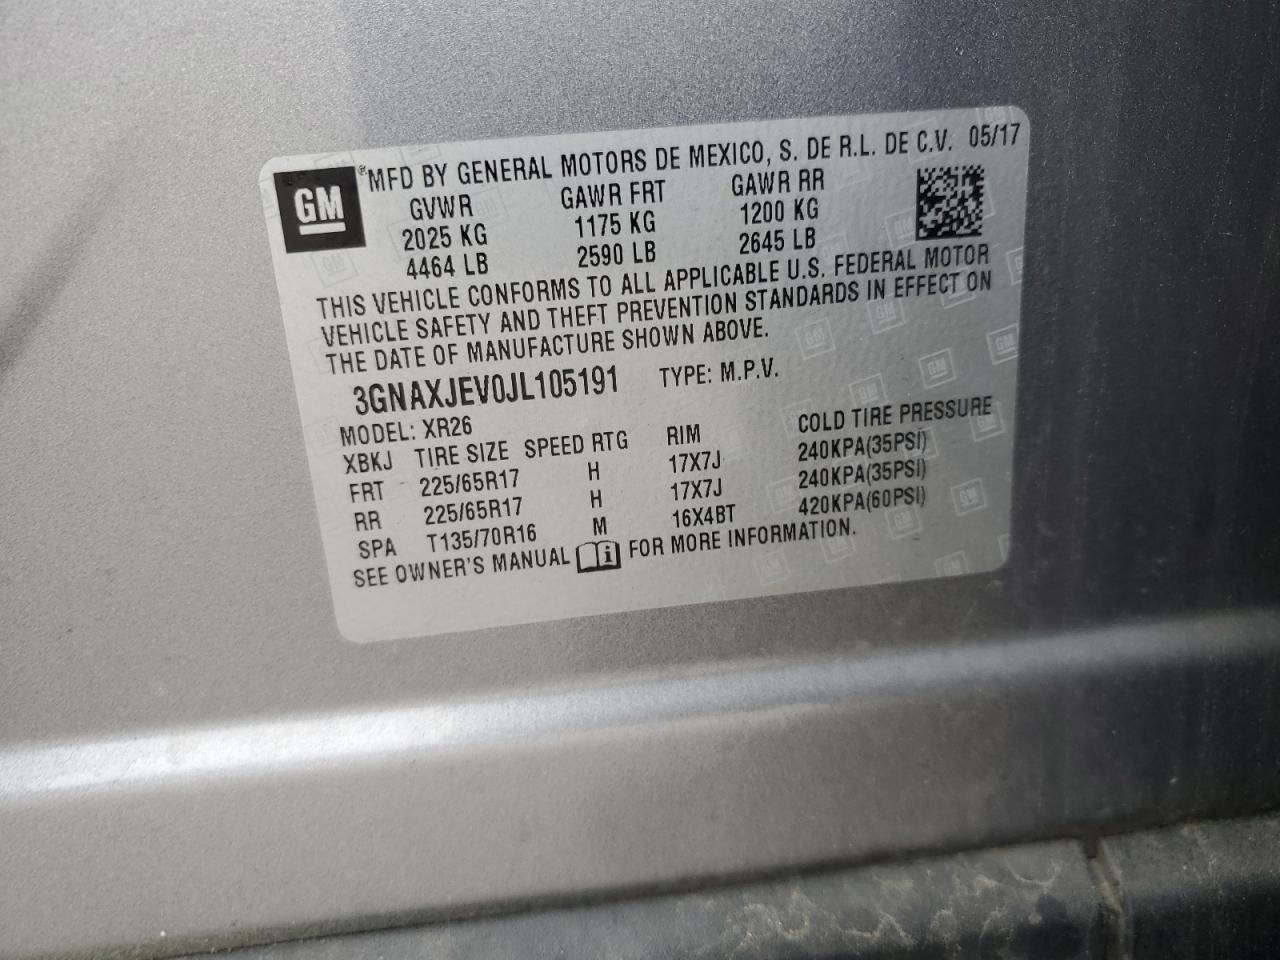 GM ® MFD BY GENERAL MOTORS DE MEXICO, S. DE R.L. DE C.V. 05/17
GVWR GAWR FRT GAWR RR
2025 KG 1175 KG 1200 KG
4464 LB 2590 LB 2645 LB
THIS VEHICLE CONFORMS TO ALL APPLICABLE U.S. FEDERAL MOTOR
VEHICLE SAFETY AND THEFT PREVENTION STANDARDS IN EFFECT ON
THE DATE OF MANUFACTURE SHOWN ABOVE.
3GNAXJEV0JL105191 TYPE: M.P.V.
MODEL: XR26
XBKJ TIRE SIZE SPEED RTG RIM COLD TIRE PRESSURE
FRT 225/65R17 H 17X7J 240KPA(35PSI)
RR 225/65R17 H 17X7J 240KPA(35PSI)
SPA T135/70R16 M 16X4BT 420KPA(60PSI)
SEE OWNER'S MANUAL i FOR MORE INFORMATION.